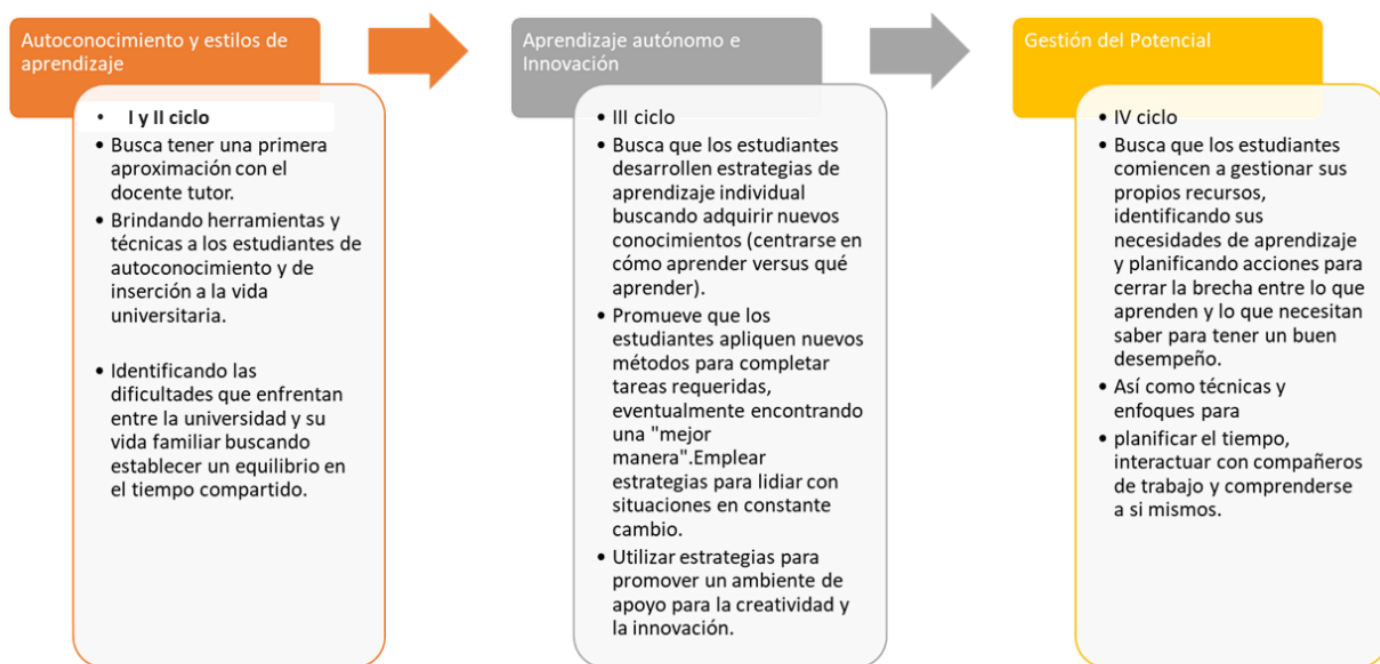 Autoconocimiento y estilos de
aprendizaje
• I y II ciclo
• Busca tener una primera
aproximación con el
docente tutor.
• Brindando herramientas y
técnicas a los estudiantes de
autoconocimiento y de
inserción a la vida
universitaria.
• Identificando las
dificultades que enfrentan
entre la universidad y su
vida familiar buscando
establecer un equilibrio en
el tiempo compartido.
Aprendizaje autónomo e
Innovación
• III ciclo
• Busca que los estudiantes
desarrollen estrategias de
aprendizaje individual
buscando adquirir nuevos
conocimientos (centrarse en
cómo aprender versus qué
aprender).
• Promueve que los
estudiantes apliquen nuevos
métodos para completar
tareas requeridas,
eventualmente encontrando
una "mejor
manera".Emplear
estrategias para lidiar con
situaciones en constante
cambio.
• Utilizar estrategias para
promover un ambiente de
apoyo para la creatividad y
la innovación.
Gestión del Potencial
• IV ciclo
• Busca que los estudiantes
comiencen a gestionar sus
propios recursos,
identificando sus
necesidades de aprendizaje
y planificando acciones para
cerrar la brecha entre lo que
aprenden y lo que necesitan
saber para tener un buen
desempeño.
• Así como técnicas y
enfoques para
• planificar el tiempo,
interactuar con compañeros
de trabajo y comprenderse
a si mismos.